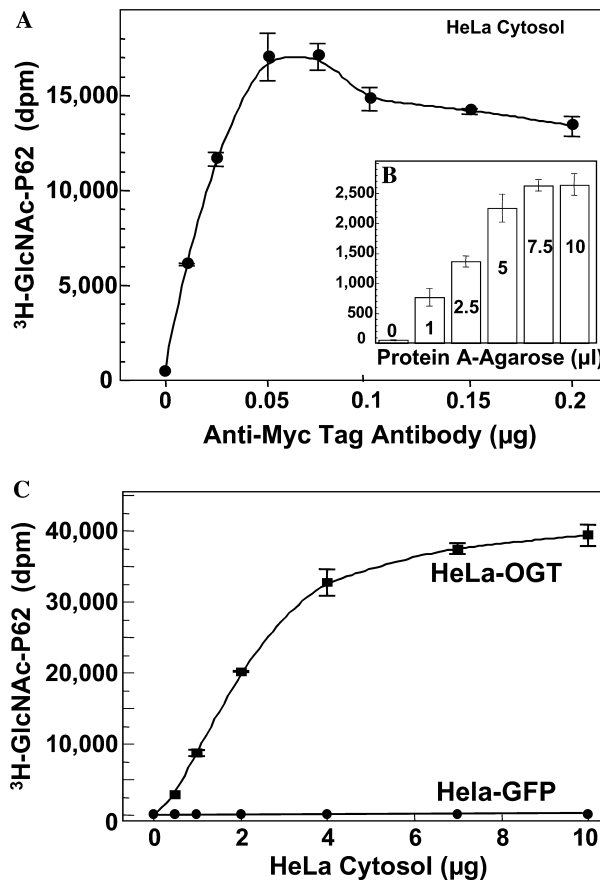 A
HeLa Cytosol
³H-GlcNAc-P62 (dpm)
15,000
10,000
5,000
0
0 0.05 0.1 0.15 0.2
Anti-Myc Tag Antibody (µg)
B
2,500
2,000
1,500
1,000
500
0
0 1 2.5 5 7.5 10
Protein A-Agarose (µl)
C
³H-GlcNAc-P62 (dpm)
40,000
30,000
20,000
10,000
0
HeLa-OGT
Hela-GFP
0 2 4 6 8 10
HeLa Cytosol (µg)